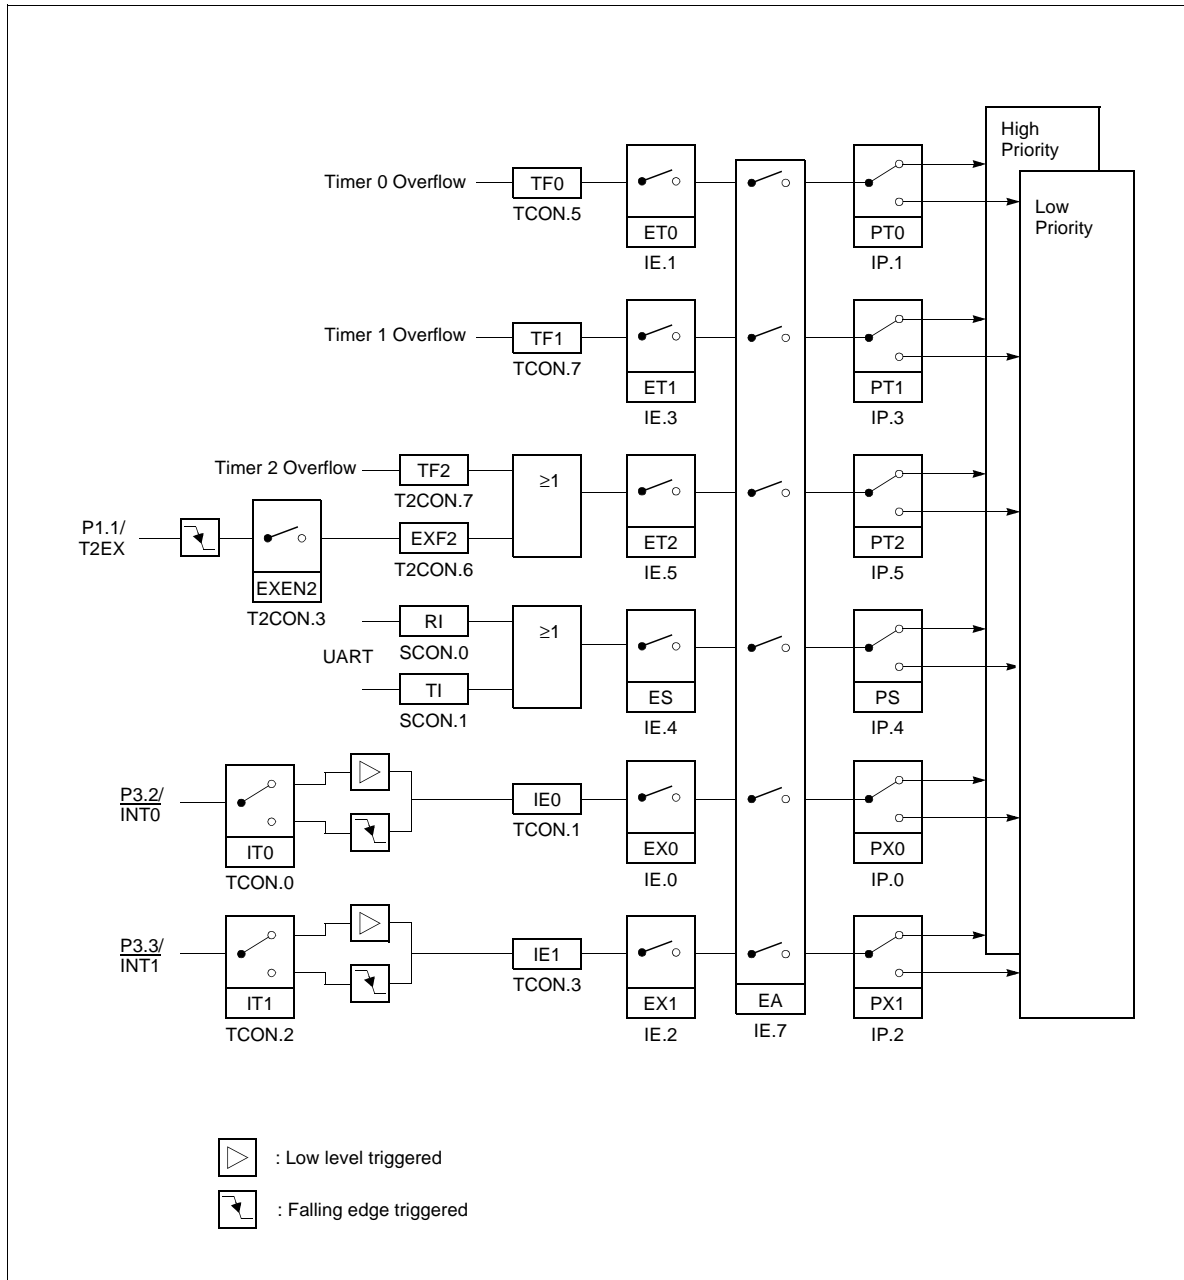 High
Priority
Low
Priority
Timer 0 Overflow
TF0
TCON.5
ET0
IE.1
PT0
IP.1
Timer 1 Overflow
TF1
TCON.7
ET1
IE.3
PT1
IP.3
Timer 2 Overflow
TF2
T2CON.7
≥1
P1.1/
T2EX
EXEN2
T2CON.3
EXF2
T2CON.6
ET2
IE.5
PT2
IP.5
UART
RI
SCON.0
TI
SCON.1
≥1
ES
IE.4
PS
IP.4
P3.2/
INT0
IT0
TCON.0
IE0
TCON.1
EX0
IE.0
PX0
IP.0
P3.3/
INT1
IT1
TCON.2
IE1
TCON.3
EX1
IE.2
EA
IE.7
PX1
IP.2
: Low level triggered
: Falling edge triggered